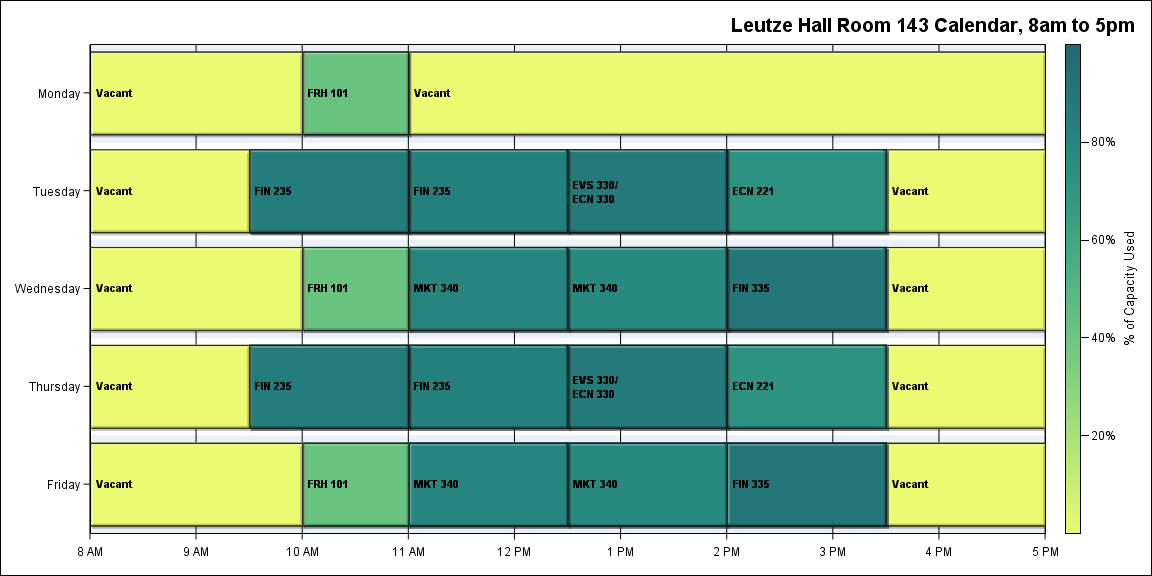 Leutze Hall Room 143 Calendar, 8am to 5pm
Monday
Vacant
FRH 101
Vacant
Tuesday
Vacant
FIN 235
FIN 235
EVS 330/
ECN 330
ECN 221
Vacant
Wednesday
Vacant
FRH 101
MKT 340
MKT 340
FIN 335
Vacant
Thursday
Vacant
FIN 235
FIN 235
EVS 330/
ECN 330
ECN 221
Vacant
Friday
Vacant
FRH 101
MKT 340
MKT 340
FIN 335
Vacant
8 AM
9 AM
10 AM
11 AM
12 PM
1 PM
2 PM
3 PM
4 PM
5 PM
80%
60%
40%
20%
% of Capacity Used